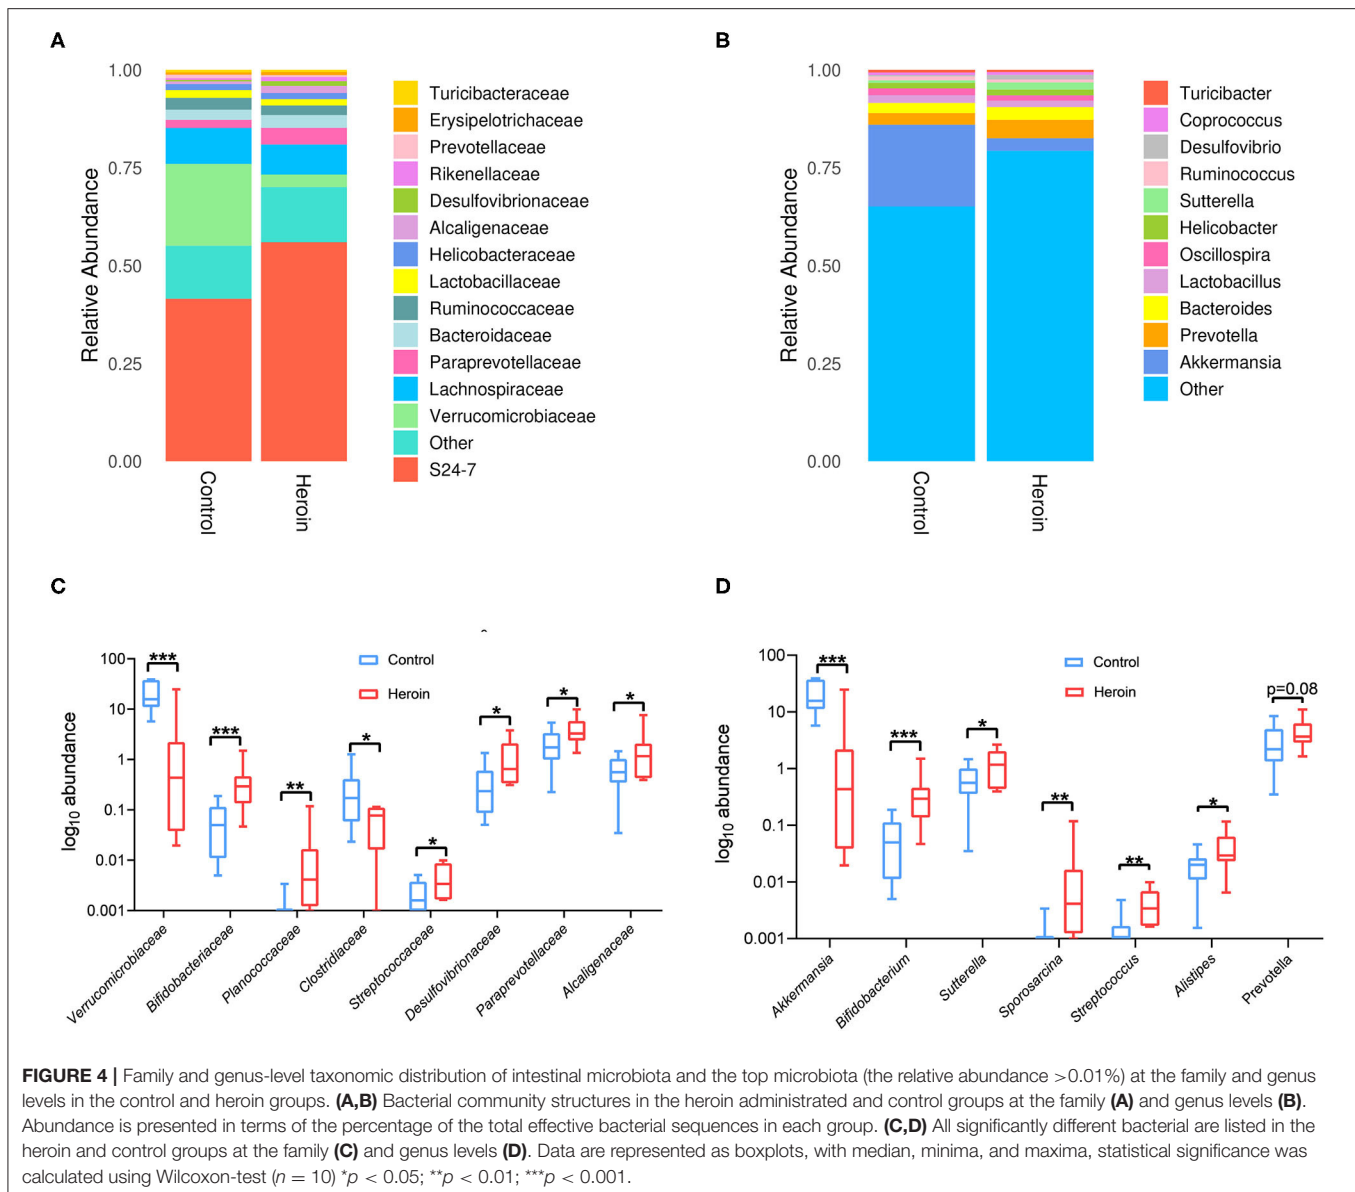 A
1.00
0.75
0.50
0.25
0.00
Relative Abundance
Control
Heroin
Turicibacteraceae
Erysipelotrichaceae
Prevotellaceae
Rikenellaceae
Desulfovibrionaceae
Alcaligenaceae
Helicobacteraceae
Lactobacillaceae
Ruminococcaceae
Bacteroidaceae
Paraprevotellaceae
Lachnospiraceae
Verrucomicrobiaceae
Other
S24-7
B
1.00
0.75
0.50
0.25
0.00
Relative Abundance
Control
Heroin
Turicibacter
Coprococcus
Desulfovibrio
Ruminococcus
Sutterella
Helicobacter
Oscillospira
Lactobacillus
Bacteroides
Prevotella
Akkermansia
Other
C
Control
Heroin
100
10
1
0.1
0.01
0.001
log10 abundance
***
***
**
*
*
*
*
*
Verrucomicrobiaceae
Bifidobacteriaceae
Planococcaceae
Clostridiaceae
Streptococcaceae
Desulfovibrionaceae
Paraprevotellaceae
Alcaligenaceae
D
Control
Heroin
100
10
1
0.1
0.01
0.001
log10 abundance
***
***
*
**
**
*
p=0.08
Akkermansia
Bifidobacterium
Sutterella
Sporosarcina
Streptococcus
Alistipes
Prevotella
FIGURE 4 | Family and genus-level taxonomic distribution of intestinal microbiota and the top microbiota (the relative abundance >0.01%) at the family and genus
levels in the control and heroin groups. (A,B) Bacterial community structures in the heroin administrated and control groups at the family (A) and genus levels (B).
Abundance is presented in terms of the percentage of the total effective bacterial sequences in each group. (C,D) All significantly different bacterial are listed in the
heroin and control groups at the family (C) and genus levels (D). Data are represented as boxplots, with median, minima, and maxima, statistical significance was
calculated using Wilcoxon-test (n = 10) *p < 0.05; **p < 0.01; ***p < 0.001.